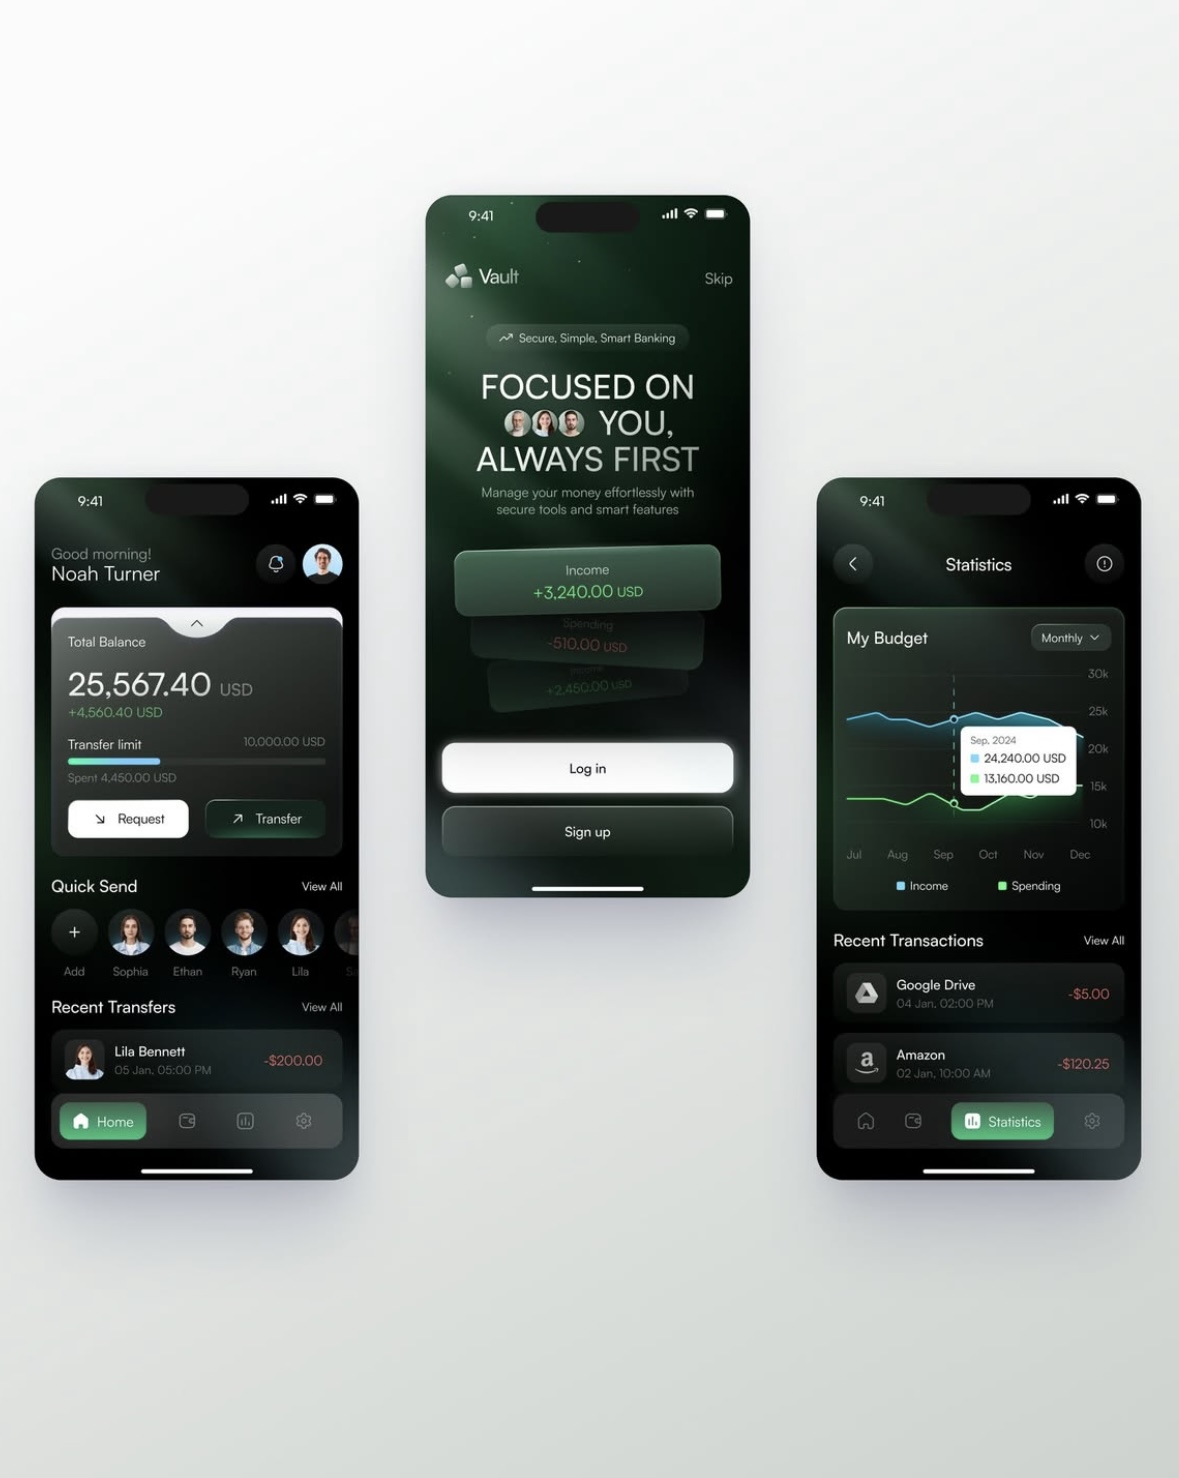 9:41
Vault
Skip
Secure, Simple, Smart Banking
FOCUSED ON
YOU,
ALWAYS FIRST
Manage your money effortlessly with
secure tools and smart features
Income
+3,240.00 USD
Spending
-510.00 USD
Income
+2,450.00 USD
Log in
Sign up
9:41
Good morning!
Noah Turner
Total Balance
25,567.40 USD
+4,560.40 USD
Transfer limit 10,000.00 USD
Spent 4,450.00 USD
Request Transfer
Quick Send View All
Add Sophia Ethan Ryan Lila
Recent Transfers View All
Lila Bennett
05 Jan, 05:00 PM
-$200.00
Home
9:41
Statistics
My Budget Monthly
30k
25k
20k
15k
10k
Sep, 2024
24,240.00 USD
13,160.00 USD
Jul Aug Sep Oct Nov Dec
Income Spending
Recent Transactions View All
Google Drive
04 Jan, 02:00 PM
-$5.00
a
Amazon
02 Jan, 10:00 AM
-$120.25
Statistics